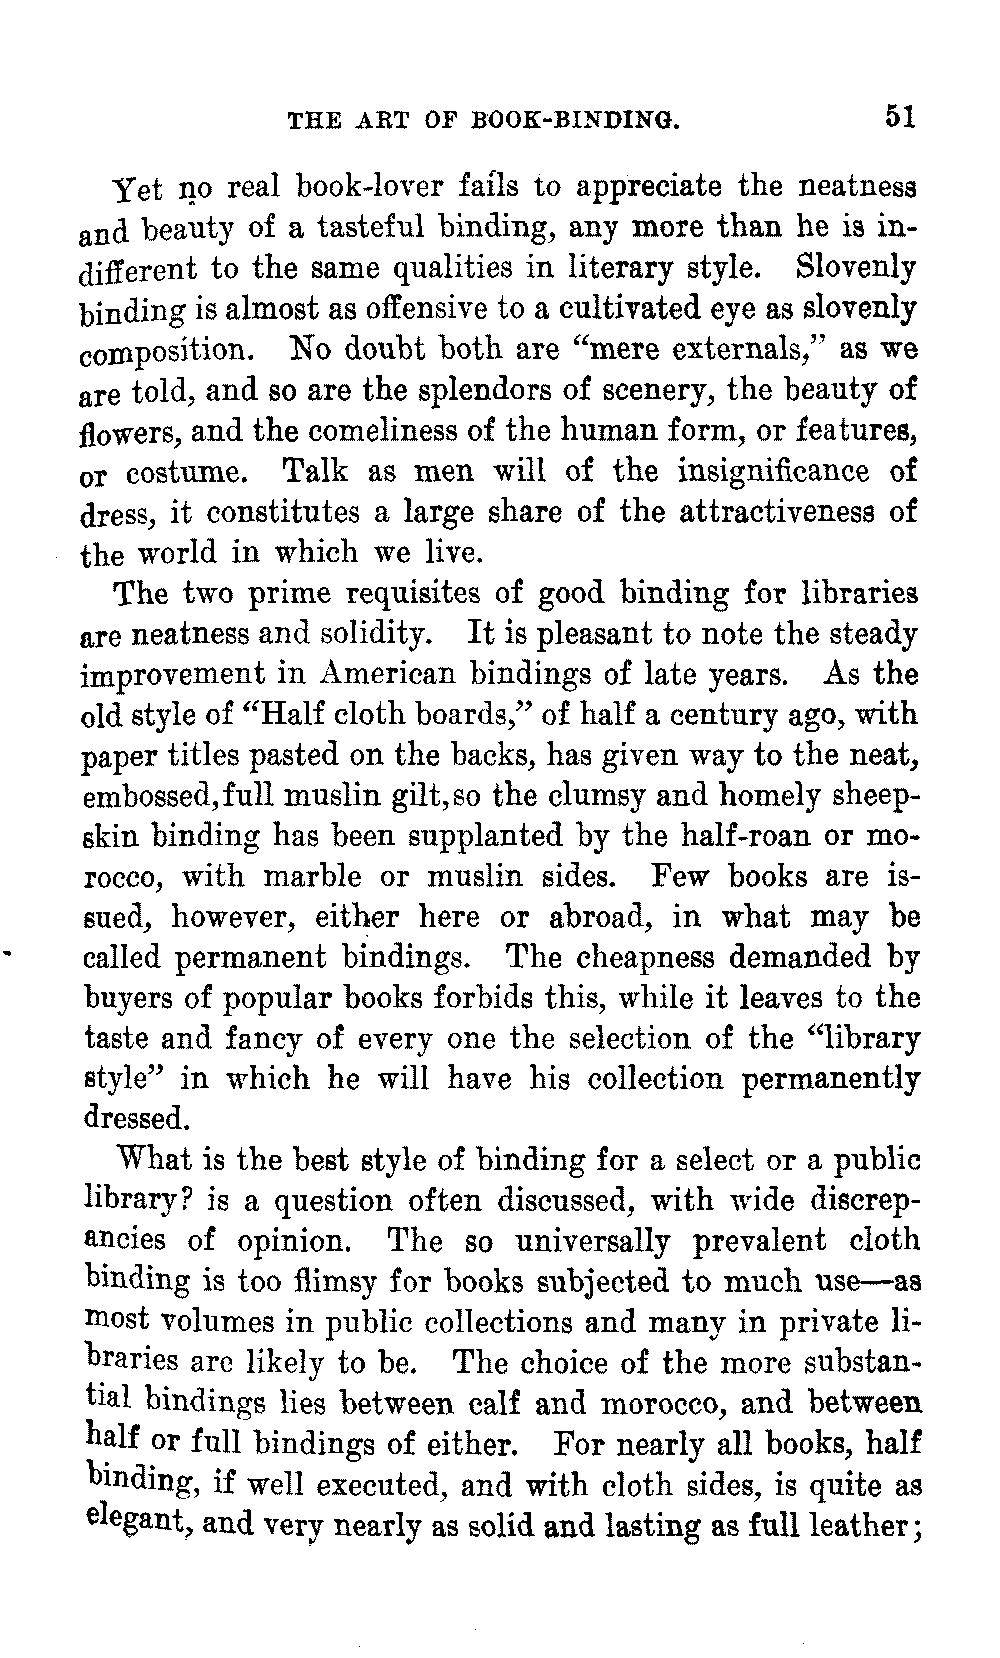 THE ART OF BOOK-BINDING. 51
Yet no real book-lover fails to appreciate the neatness
and beauty of a tasteful binding, any more than he is in-
different to the same qualities in literary style. Slovenly
binding is almost as offensive to a cultivated eye as slovenly
composition. No doubt both are “mere externals,” as we
are told, and so are the splendors of scenery, the beauty of
flowers, and the comeliness of the human form, or features,
or costume. Talk as men will of the insignificance of
dress, it constitutes a large share of the attractiveness of
the world in which we live.
The two prime requisites of good binding for libraries
are neatness and solidity. It is pleasant to note the steady
improvement in American bindings of late years. As the
old style of “Half cloth boards,” of half a century ago, with
paper titles pasted on the backs, has given way to the neat,
embossed, full muslin gilt, so the clumsy and homely sheep-
skin binding has been supplanted by the half-roan or mo-
rocco, with marble or muslin sides. Few books are is-
sued, however, either here or abroad, in what may be
called permanent bindings. The cheapness demanded by
buyers of popular books forbids this, while it leaves to the
taste and fancy of every one the selection of the “library
style” in which he will have his collection permanently
dressed.
What is the best style of binding for a select or a public
library? is a question often discussed, with wide discrep-
ancies of opinion. The so universally prevalent cloth
binding is too flimsy for books subjected to much use—as
most volumes in public collections and many in private li-
braries are likely to be. The choice of the more substan-
tial bindings lies between calf and morocco, and between
half or full bindings of either. For nearly all books, half
binding, if well executed, and with cloth sides, is quite as
elegant, and very nearly as solid and lasting as full leather;